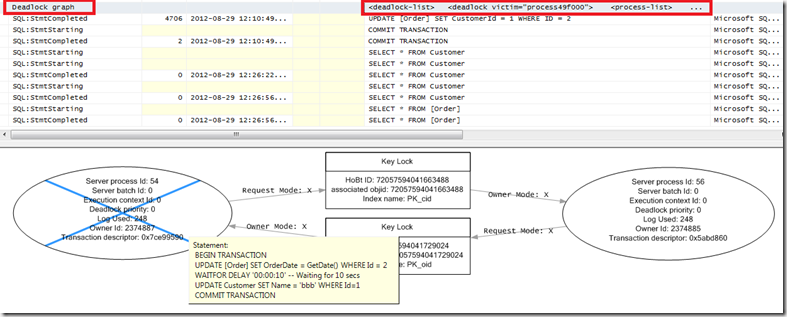 Deadlock graph <deadlock-list> <deadlock victim="process49f000"> <process-list> ...
SQL:StmtCompleted 4706 2012-08-29 12:10:49... UPDATE [Order] SET CustomerId = 1 WHERE ID = 2 Microsoft SQ...
SQL:StmtStarting COMMIT TRANSACTION Microsoft SQ...
SQL:StmtCompleted 2 2012-08-29 12:10:49... COMMIT TRANSACTION Microsoft SQ...
SQL:StmtStarting SELECT * FROM Customer Microsoft SQ...
SQL:StmtStarting SELECT * FROM Customer Microsoft SQ...
SQL:StmtCompleted 0 2012-08-29 12:26:22... SELECT * FROM Customer Microsoft SQ...
SQL:StmtStarting SELECT * FROM Customer Microsoft SQ...
SQL:StmtCompleted 0 2012-08-29 12:26:56... SELECT * FROM Customer Microsoft SQ...
SQL:StmtStarting SELECT * FROM [Order] Microsoft SQ...
SQL:StmtCompleted 0 2012-08-29 12:26:56... SELECT * FROM [Order] Microsoft SQ...
Server process Id: 54
Server batch Id: 0
Execution context Id: 0
Deadlock priority: 0
Log Used: 248
Owner Id: 2374887
Transaction descriptor: 0x7ce99590
Request Mode: X
Owner Mode: X
Key Lock
HoBt ID: 72057594041663488
associated objid: 72057594041663488
Index name: PK_cid
Owner Mode: X
Request Mode: X
Key Lock
594041729024
7594041729024
me: PK_oid
Server process Id: 56
Server batch Id: 0
Execution context Id: 0
Deadlock priority: 0
Log Used: 248
Owner Id: 2374885
Transaction descriptor: 0x5abd860
Statement:
BEGIN TRANSACTION
UPDATE [Order] SET OrderDate = GetDate() WHERE Id = 2
WAITFOR DELAY '00:00:10' -- Waiting for 10 secs
UPDATE Customer SET Name = 'bbb' WHERE Id=1
COMMIT TRANSACTION